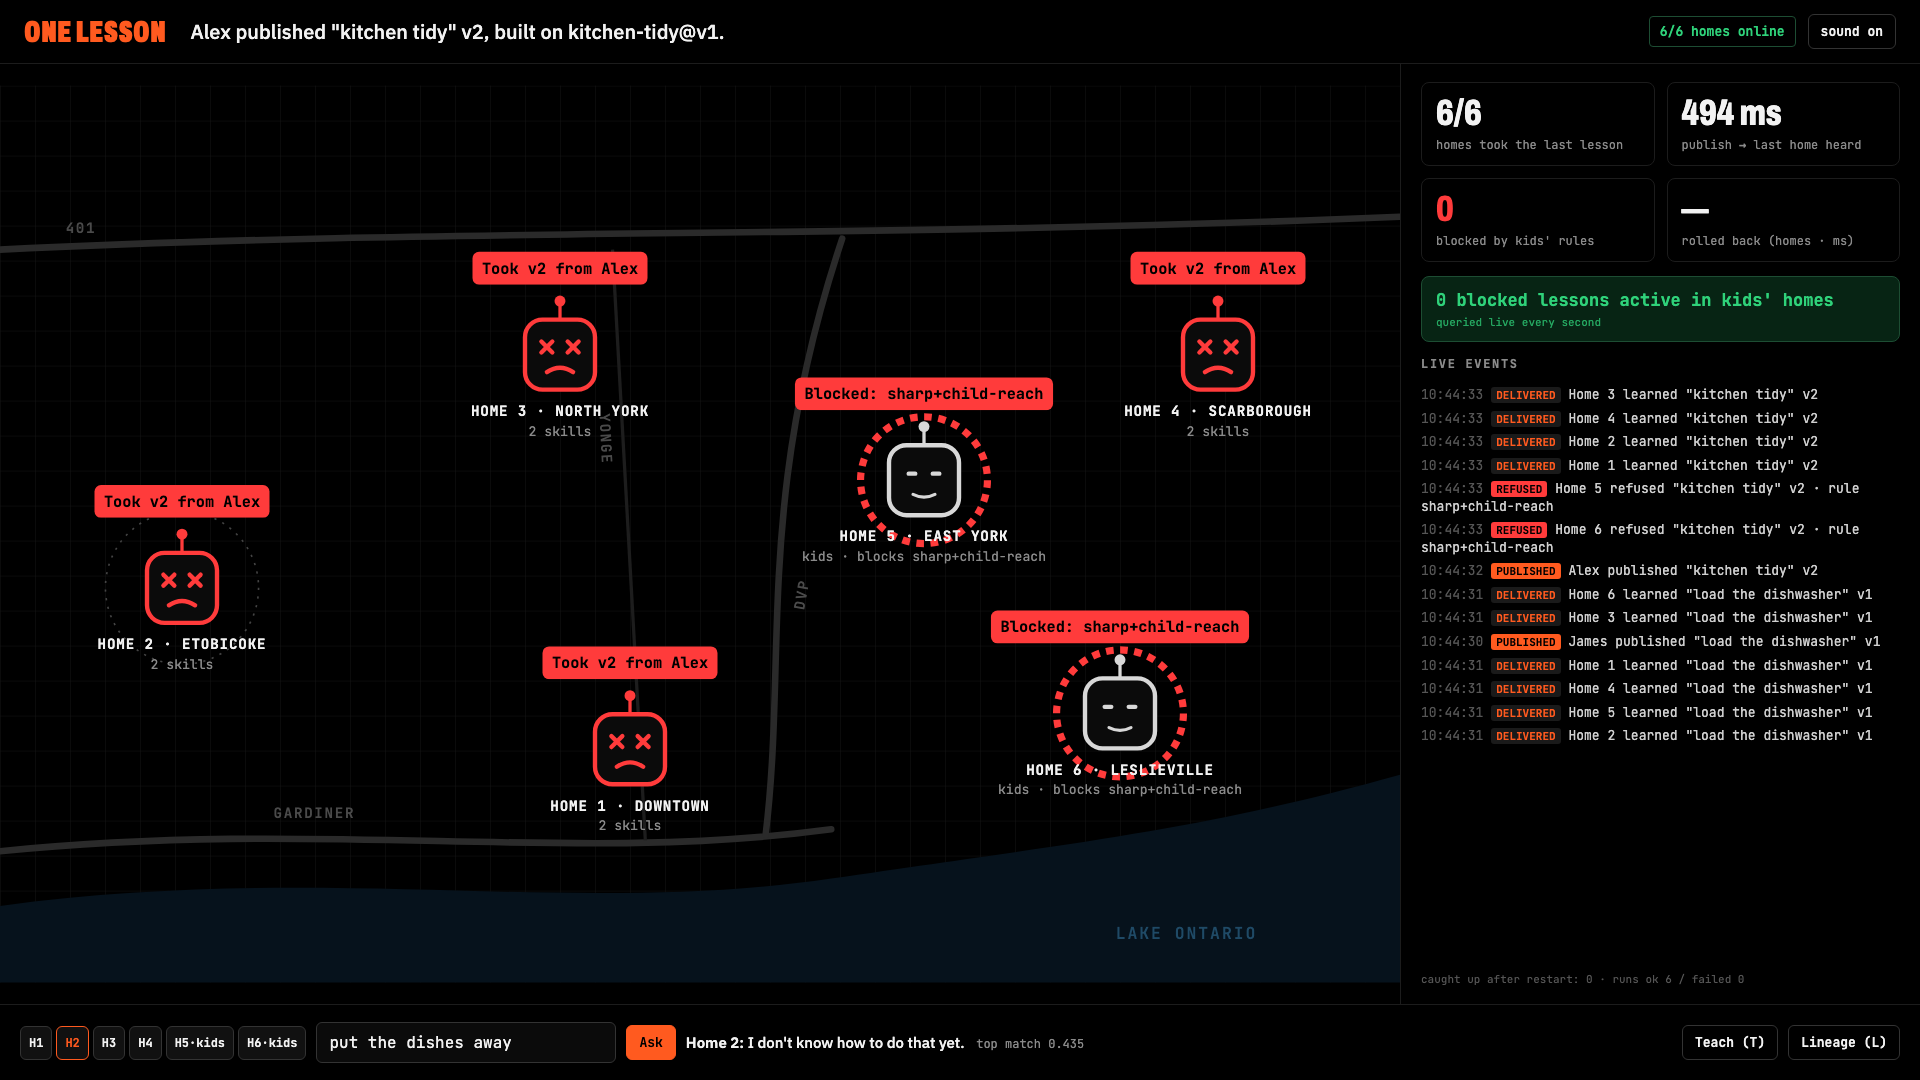 ONE LESSON
Alex published "kitchen tidy" v2, built on kitchen-tidy@v1.
6/6 homes online
sound on
401
YONGE
DVP
GARDINER
LAKE ONTARIO
Took v2 from Alex
HOME 3 · NORTH YORK
2 skills
Took v2 from Alex
HOME 4 · SCARBOROUGH
2 skills
Blocked: sharp+child-reach
HOME 5 · EAST YORK
kids · blocks sharp+child-reach
Took v2 from Alex
HOME 2 · ETOBICOKE
2 skills
Blocked: sharp+child-reach
HOME 6 · LESLIEVILLE
kids · blocks sharp+child-reach
Took v2 from Alex
HOME 1 · DOWNTOWN
2 skills
6/6
homes took the last lesson
494 ms
publish → last home heard
0
blocked by kids' rules
—
rolled back (homes · ms)
0 blocked lessons active in kids' homes
queried live every second
LIVE EVENTS
10:44:33 DELIVERED Home 3 learned "kitchen tidy" v2
10:44:33 DELIVERED Home 4 learned "kitchen tidy" v2
10:44:33 DELIVERED Home 2 learned "kitchen tidy" v2
10:44:33 DELIVERED Home 1 learned "kitchen tidy" v2
10:44:33 REFUSED Home 5 refused "kitchen tidy" v2 · rule
sharp+child-reach
10:44:33 REFUSED Home 6 refused "kitchen tidy" v2 · rule
sharp+child-reach
10:44:32 PUBLISHED Alex published "kitchen tidy" v2
10:44:31 DELIVERED Home 6 learned "load the dishwasher" v1
10:44:31 DELIVERED Home 3 learned "load the dishwasher" v1
10:44:30 PUBLISHED James published "load the dishwasher" v1
10:44:31 DELIVERED Home 1 learned "load the dishwasher" v1
10:44:31 DELIVERED Home 4 learned "load the dishwasher" v1
10:44:31 DELIVERED Home 5 learned "load the dishwasher" v1
10:44:31 DELIVERED Home 2 learned "load the dishwasher" v1
caught up after restart: 0 · runs ok 6 / failed 0
H1
H2
H3
H4
H5·kids
H6·kids
put the dishes away
Ask
Home 2: I don't know how to do that yet. top match 0.435
Teach (T)
Lineage (L)